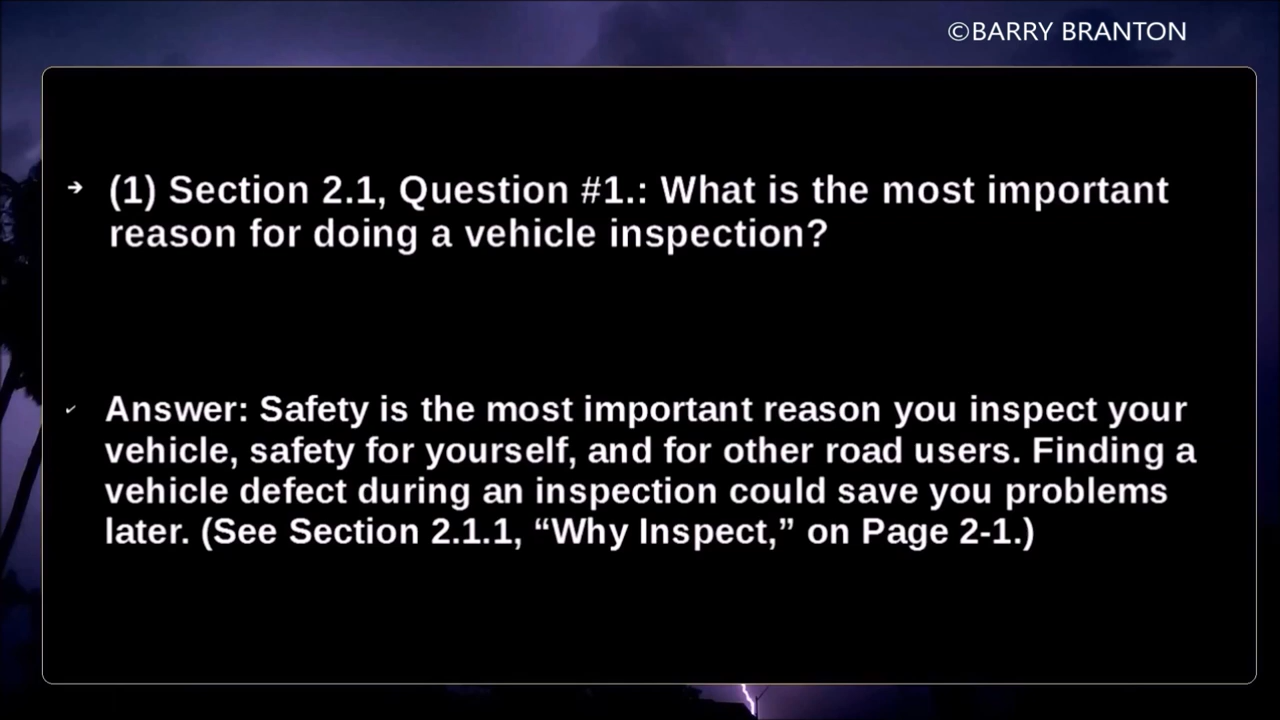 ©BARRY BRANTON
(1) Section 2.1, Question #1.: What is the most important
reason for doing a vehicle inspection?
Answer: Safety is the most important reason you inspect your
vehicle, safety for yourself, and for other road users. Finding a
vehicle defect during an inspection could save you problems
later. (See Section 2.1.1, “Why Inspect,” on Page 2-1.)